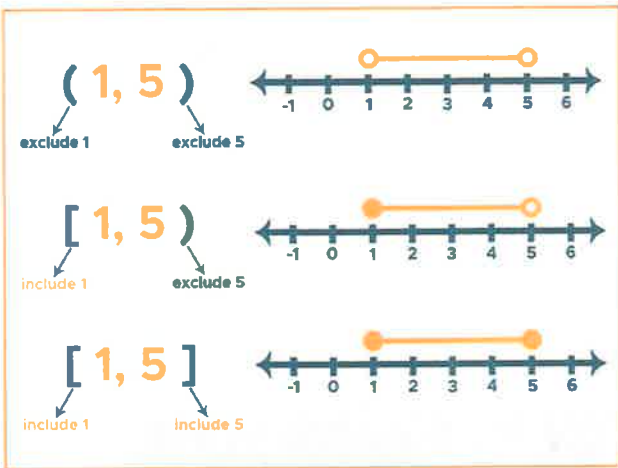 ( 1, 5 )
exclude 1 exclude 5
-1 0 1 2 3 4 5 6
[ 1, 5 )
include 1 exclude 5
-1 0 1 2 3 4 5 6
[ 1, 5 ]
include 1 include 5
-1 0 1 2 3 4 5 6